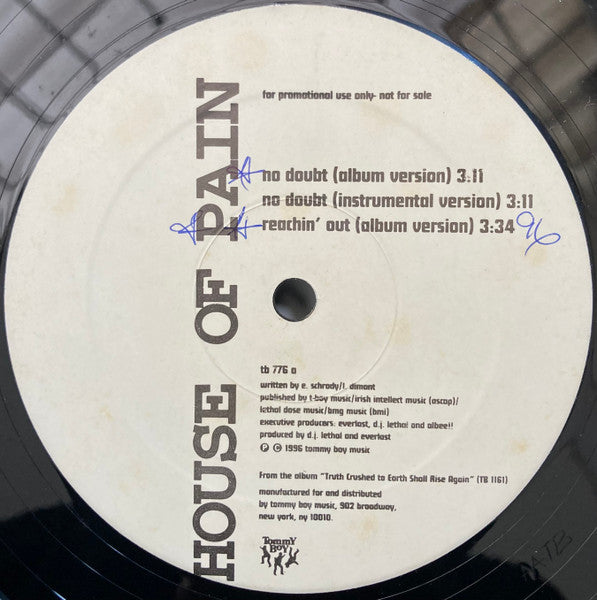 HOUSE OF PAIN
for promotional use only- not for sale
A no doubt (album version) 3:11
no doubt (instrumental version) 3:11
A A reachin' out (album version) 3:34 96
tb 776 a
written by e. schrody/l. dimant
published by t-boy music/irish intellect music (ascap)/
lethal dose music/bmg music (bmi)
executive producers: everlast, d.j. lethal and albee!!
produced by d.j. lethal and everlast
℗ © 1996 tommy boy music
From the album "Truth Crushed to Earth Shall Rise Again" (TB 1161)
manufactured for and distributed
by tommy boy music, 902 broadway,
new york, ny 10010.
Tommy
Boy